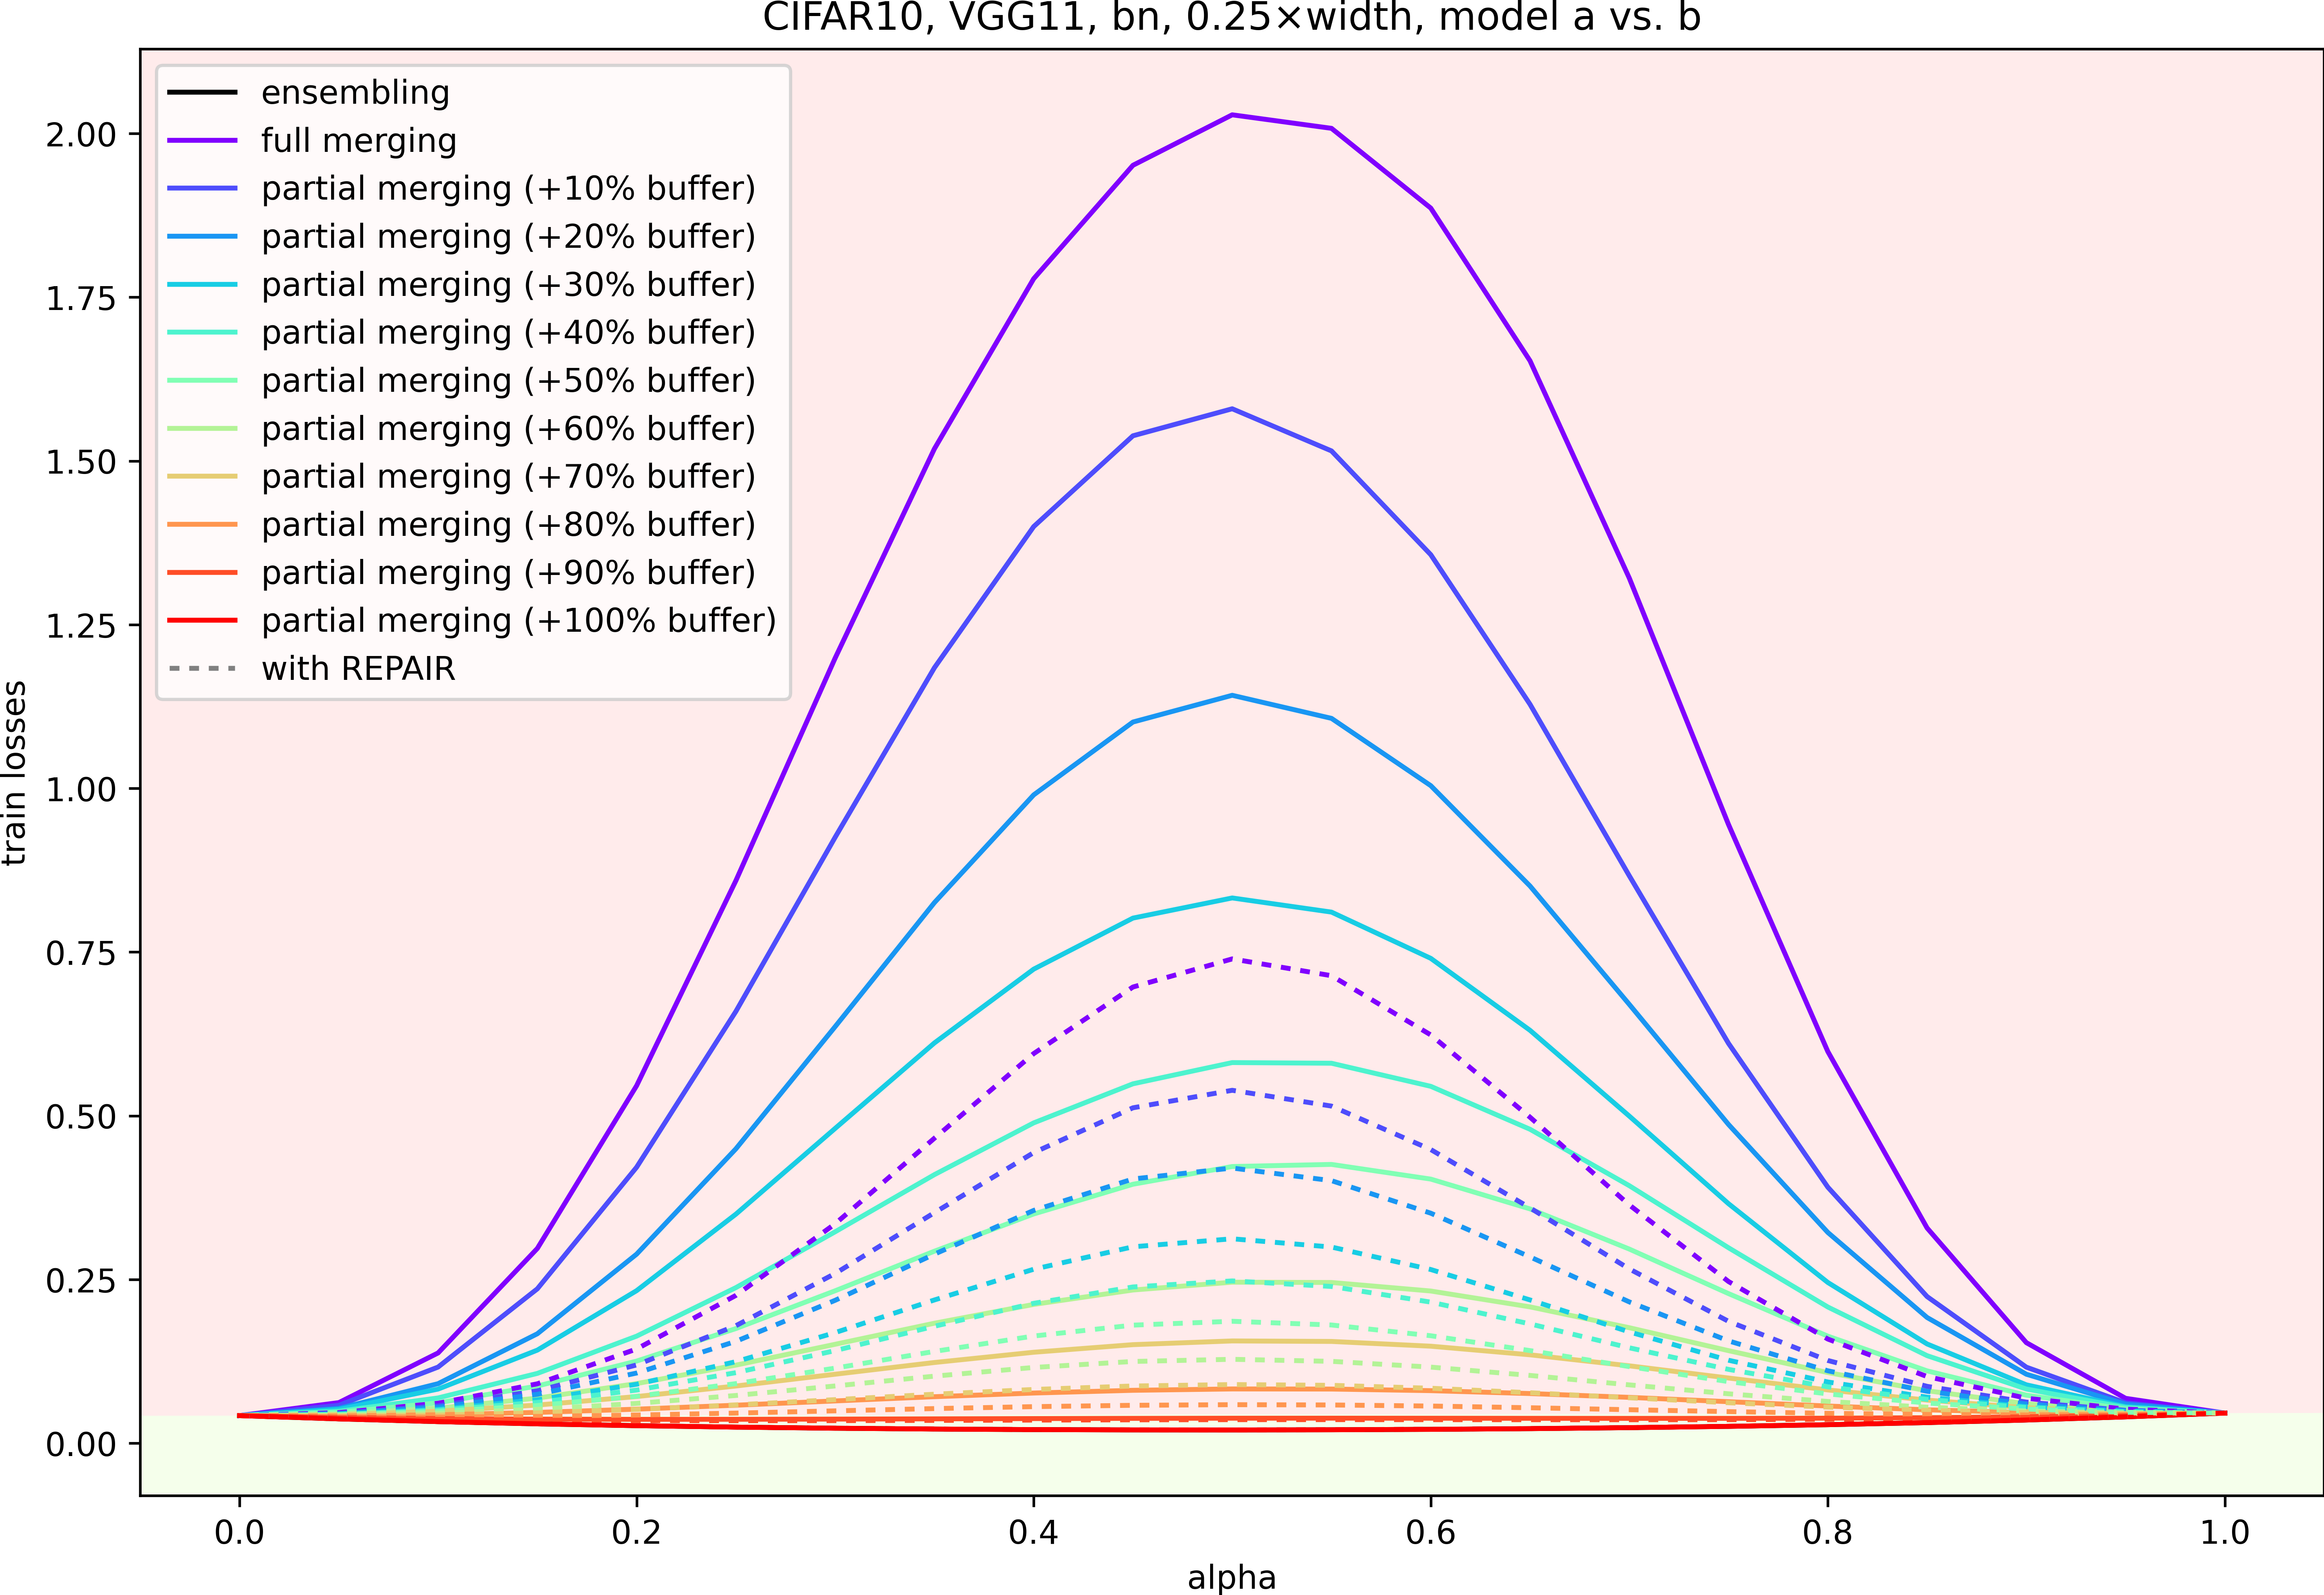 CIFAR10, VGG11, bn, 0.25×width, model a vs. b
ensembling
full merging
partial merging (+10% buffer)
partial merging (+20% buffer)
partial merging (+30% buffer)
partial merging (+40% buffer)
partial merging (+50% buffer)
partial merging (+60% buffer)
partial merging (+70% buffer)
partial merging (+80% buffer)
partial merging (+90% buffer)
partial merging (+100% buffer)
with REPAIR
train losses
2.00
1.75
1.50
1.25
1.00
0.75
0.50
0.25
0.00
0.0
0.2
0.4
0.6
0.8
1.0
alpha